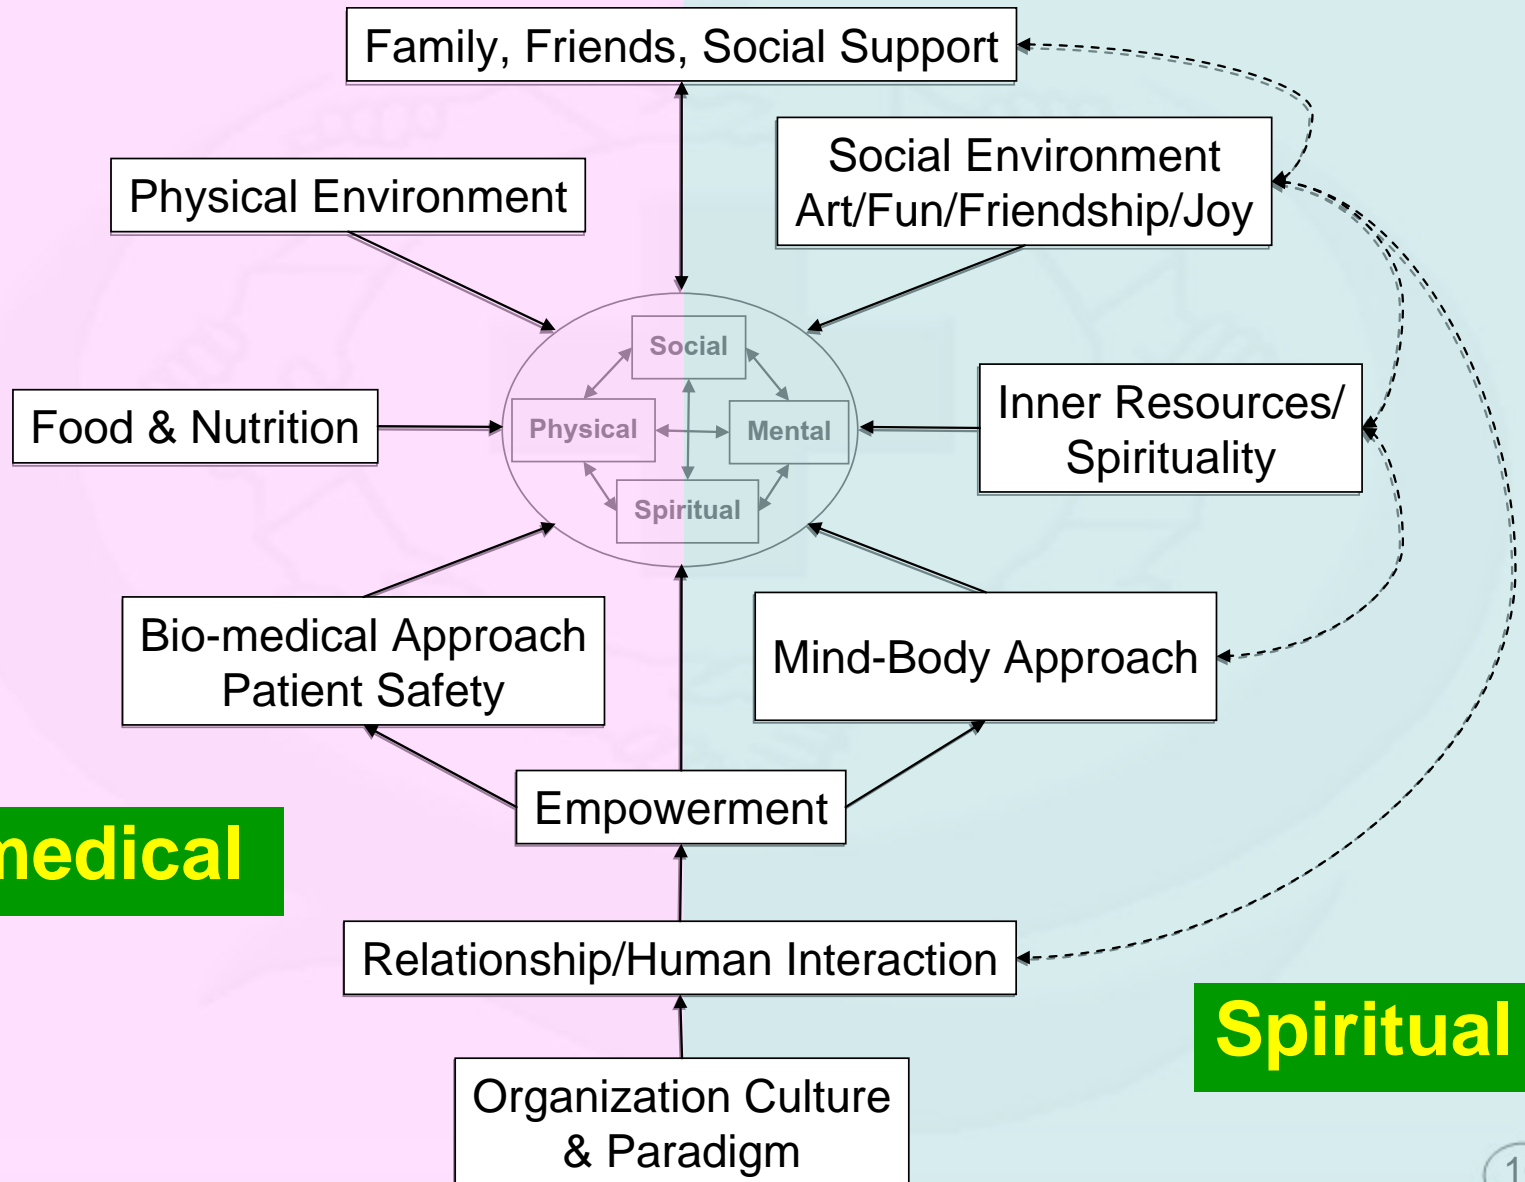 Family, Friends, Social Support
Physical Environment
Social Environment
Art/Fun/Friendship/Joy
Social
Physical
Mental
Spiritual
Food & Nutrition
Inner Resources/
Spirituality
Bio-medical Approach
Patient Safety
Mind-Body Approach
Empowerment
medical
Relationship/Human Interaction
Spiritual
Organization Culture
& Paradigm
1